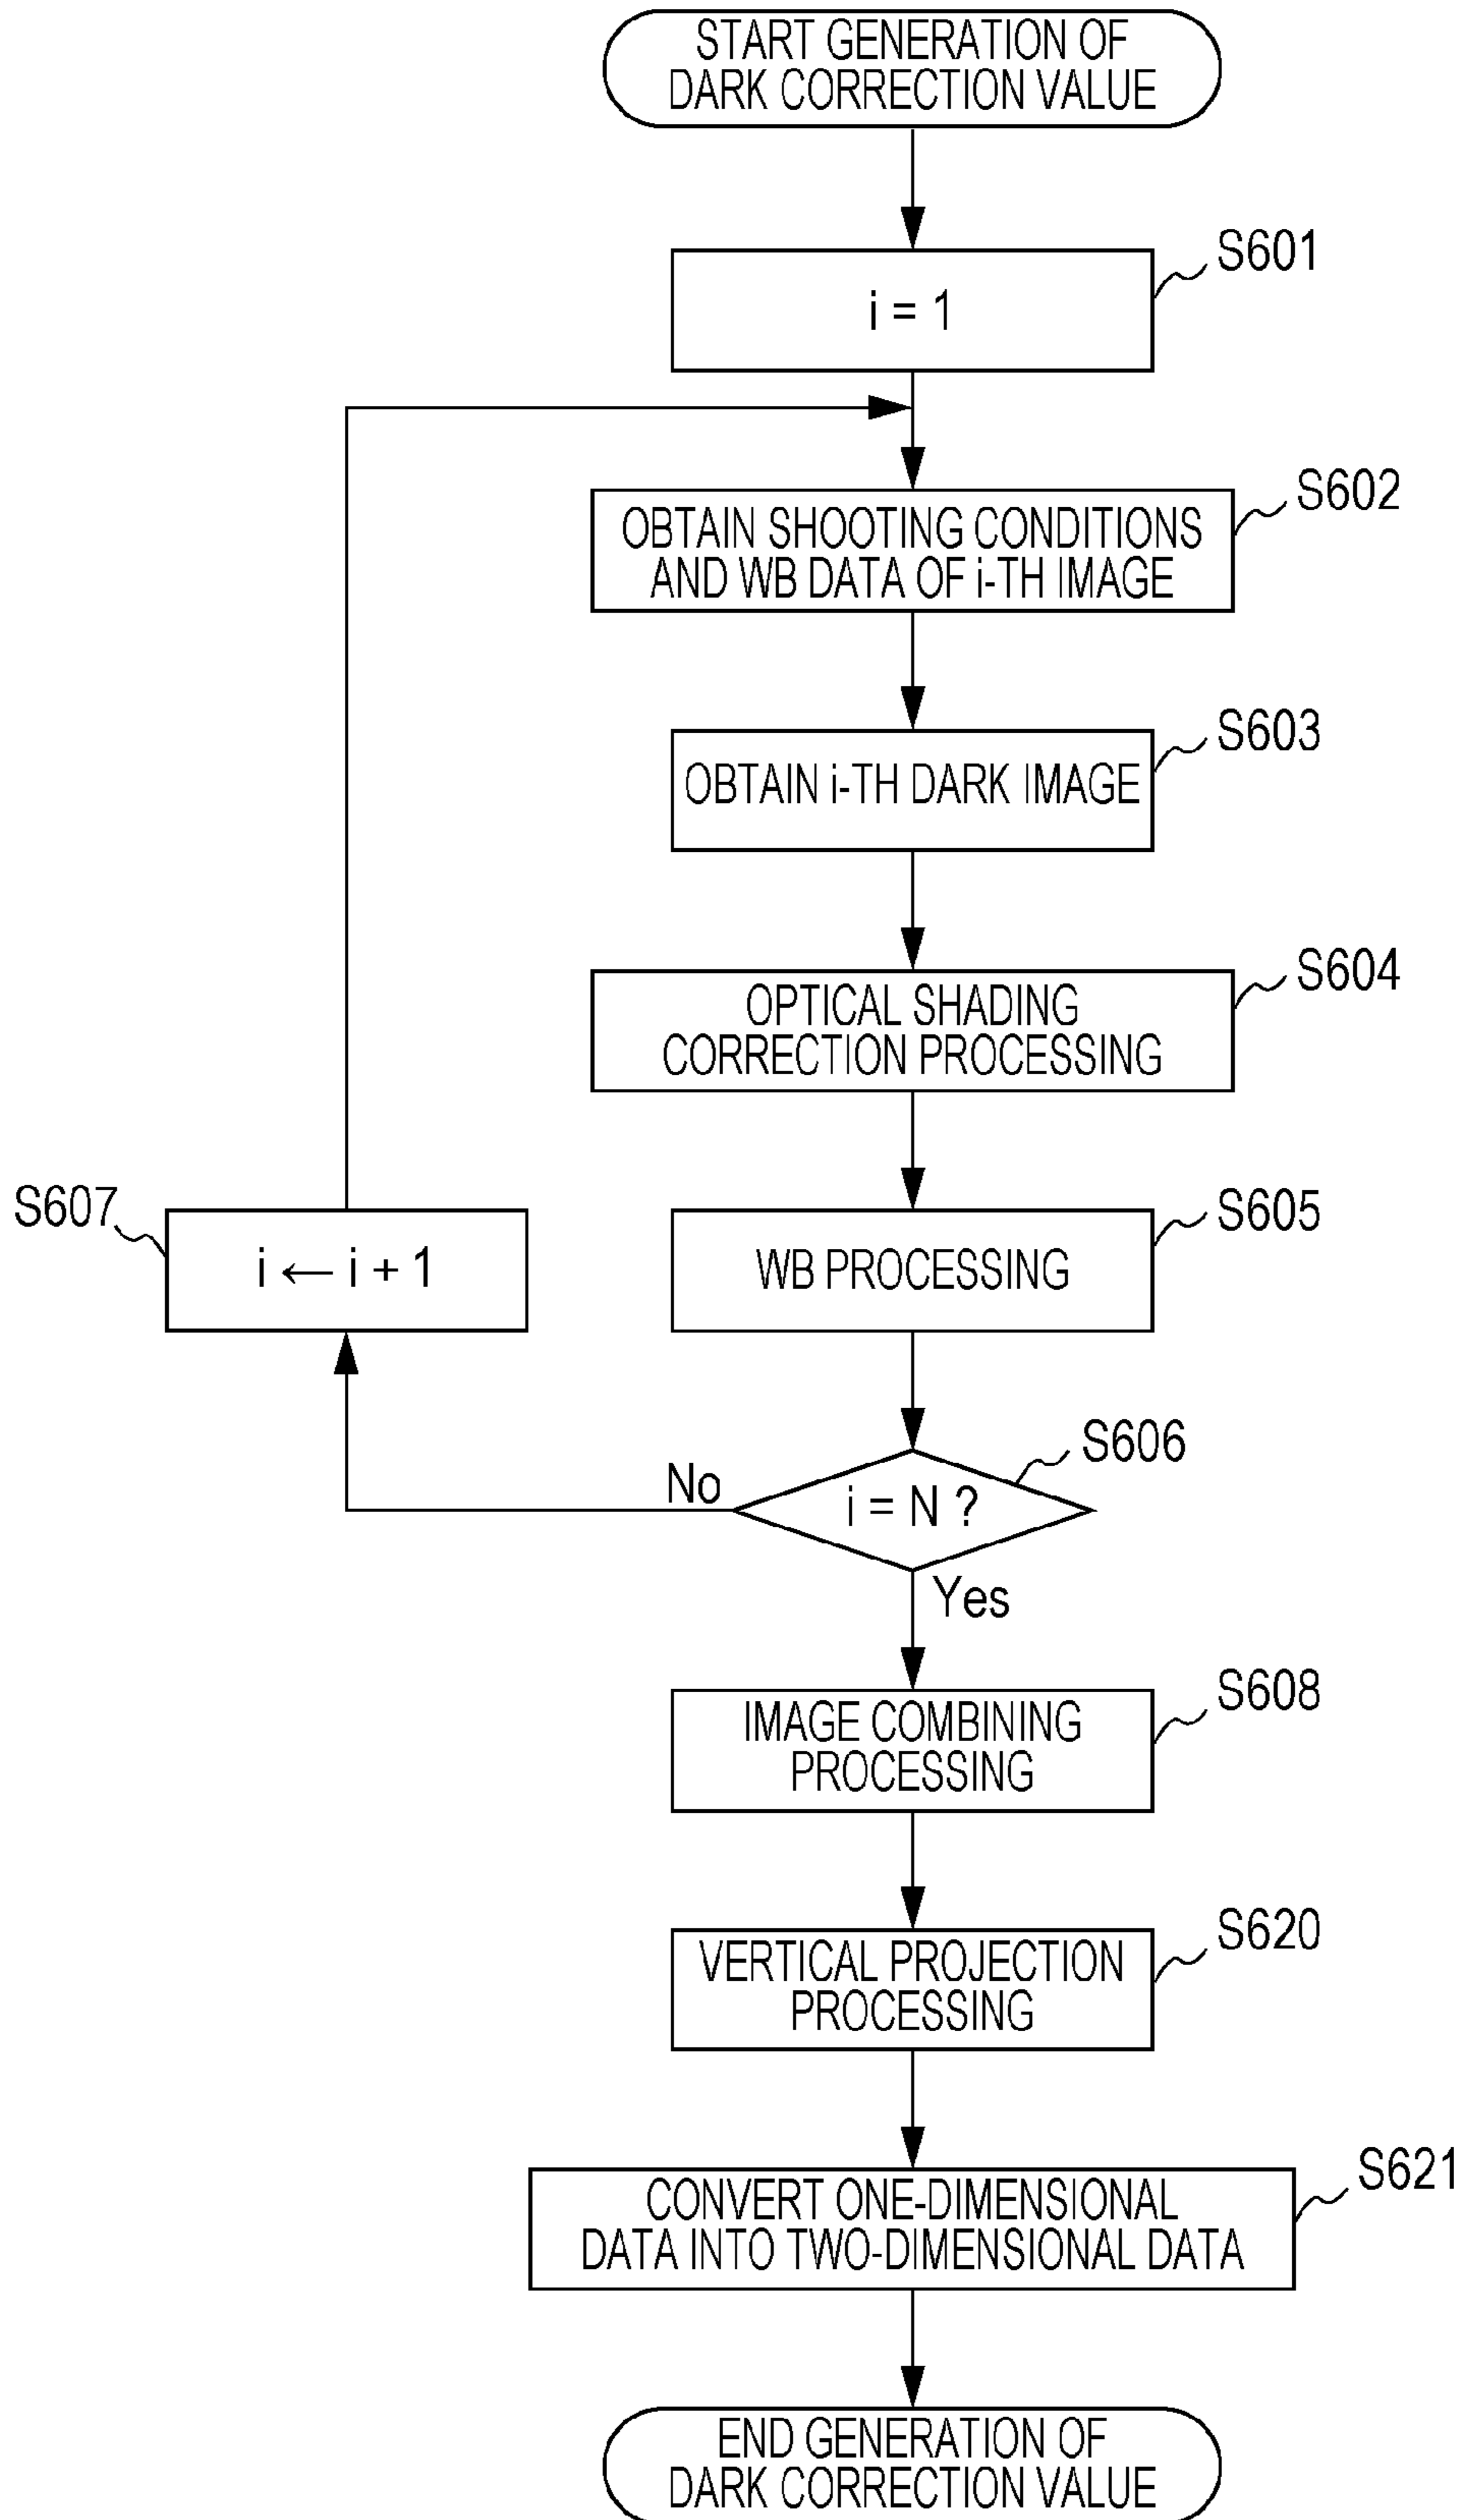 START GENERATION OF
DARK CORRECTION VALUE
S601
i = 1
S602
OBTAIN SHOOTING CONDITIONS
AND WB DATA OF i-TH IMAGE
S603
OBTAIN i-TH DARK IMAGE
S604
OPTICAL SHADING
CORRECTION PROCESSING
S607
i ← i + 1
S605
WB PROCESSING
S606
i = N ?
No
Yes
S608
IMAGE COMBINING
PROCESSING
S620
VERTICAL PROJECTION
PROCESSING
S621
CONVERT ONE-DIMENSIONAL
DATA INTO TWO-DIMENSIONAL DATA
END GENERATION OF
DARK CORRECTION VALUE